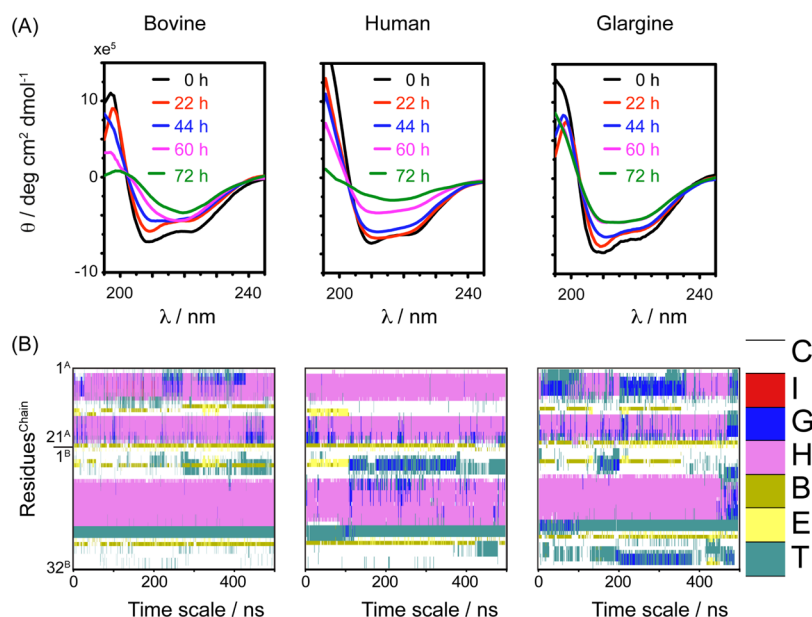 (A)
Bovine
Human
Glargine
xe⁵
10
0
-10
θ / deg cm² dmol⁻¹
0 h
22 h
44 h
60 h
72 h
0 h
22 h
44 h
60 h
72 h
0 h
22 h
44 h
60 h
72 h
200 240
200 240
200 240
λ / nm
λ / nm
λ / nm
(B)
1ᴬ
21ᴬ
1ᴮ
32ᴮ
Residuesᶜʰᵃⁱⁿ
0 200 400
0 200 400
0 200 400
Time scale / ns
Time scale / ns
Time scale / ns
C
I
G
H
B
E
T